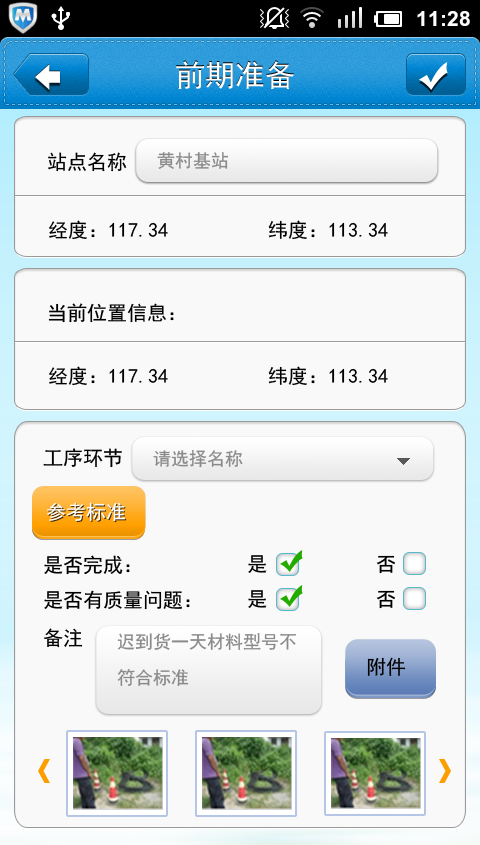 11:28
前期准备
站点名称 黄村基站
经度：117.34 纬度：113.34
当前位置信息：
经度：117.34 纬度：113.34
工序环节 请选择名称
参考标准
是否完成： 是 否
是否有质量问题： 是 否
备注 迟到货一天材料型号不
符合标准
附件